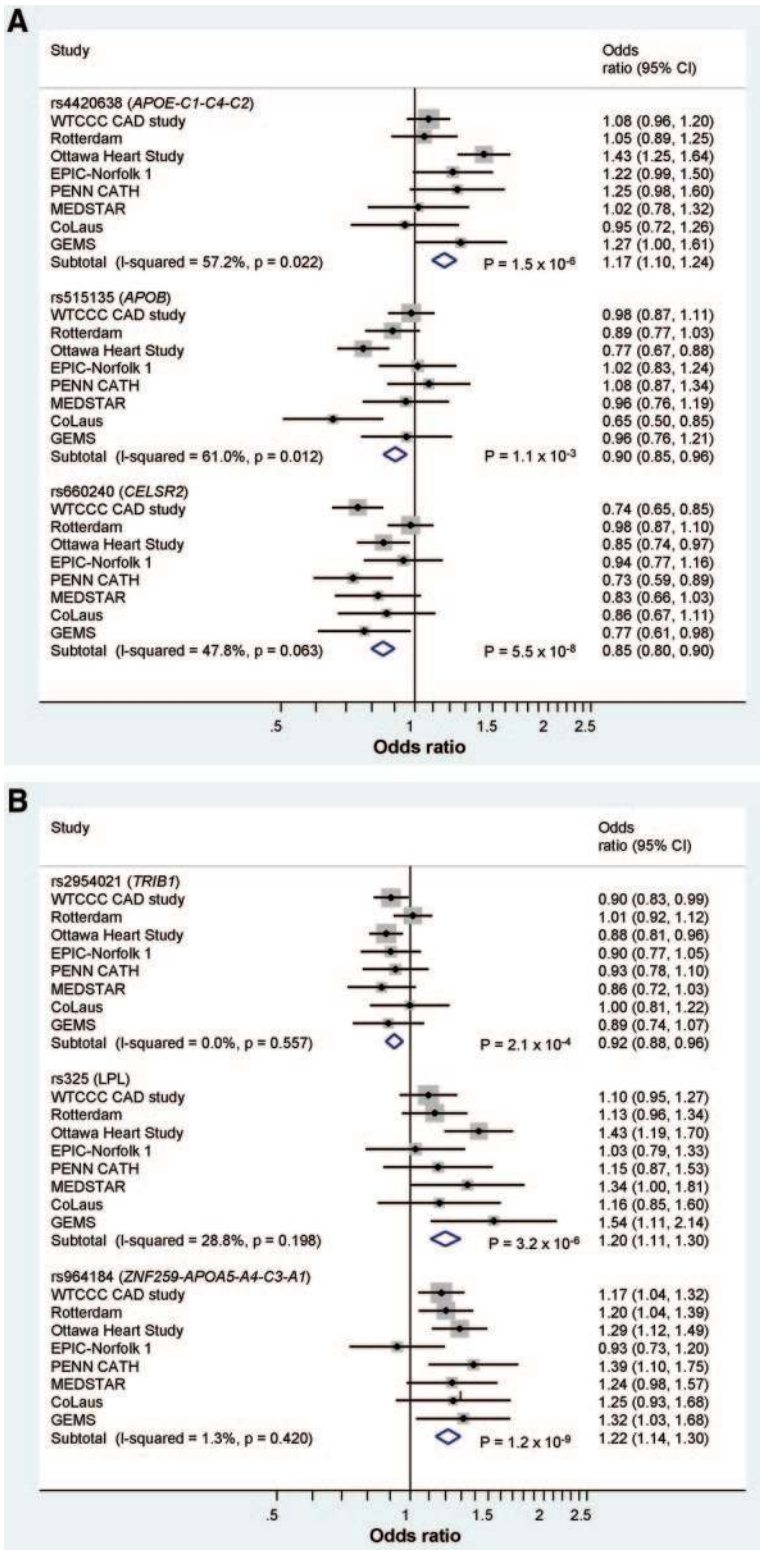 A
Study Odds
ratio (95% CI)
rs4420638 (APOE-C1-C4-C2)
WTCCC CAD study 1.08 (0.96, 1.20)
Rotterdam 1.05 (0.89, 1.25)
Ottawa Heart Study 1.43 (1.25, 1.64)
EPIC-Norfolk 1 1.22 (0.99, 1.50)
PENN CATH 1.25 (0.98, 1.60)
MEDSTAR 1.02 (0.78, 1.32)
CoLaus 0.95 (0.72, 1.26)
GEMS 1.27 (1.00, 1.61)
Subtotal (I-squared = 57.2%, p = 0.022) P = 1.5 x 10-6 1.17 (1.10, 1.24)
rs515135 (APOB)
WTCCC CAD study 0.98 (0.87, 1.11)
Rotterdam 0.89 (0.77, 1.03)
Ottawa Heart Study 0.77 (0.67, 0.88)
EPIC-Norfolk 1 1.02 (0.83, 1.24)
PENN CATH 1.08 (0.87, 1.34)
MEDSTAR 0.96 (0.76, 1.19)
CoLaus 0.65 (0.50, 0.85)
GEMS 0.96 (0.76, 1.21)
Subtotal (I-squared = 61.0%, p = 0.012) P = 1.1 x 10-3 0.90 (0.85, 0.96)
rs660240 (CELSR2)
WTCCC CAD study 0.74 (0.65, 0.85)
Rotterdam 0.98 (0.87, 1.10)
Ottawa Heart Study 0.85 (0.74, 0.97)
EPIC-Norfolk 1 0.94 (0.77, 1.16)
PENN CATH 0.73 (0.59, 0.89)
MEDSTAR 0.83 (0.66, 1.03)
CoLaus 0.86 (0.67, 1.11)
GEMS 0.77 (0.61, 0.98)
Subtotal (I-squared = 47.8%, p = 0.063) P = 5.5 x 10-8 0.85 (0.80, 0.90)
.5 1 1.5 2 2.5
Odds ratio
B
Study Odds
ratio (95% CI)
rs2954021 (TRIB1)
WTCCC CAD study 0.90 (0.83, 0.99)
Rotterdam 1.01 (0.92, 1.12)
Ottawa Heart Study 0.88 (0.81, 0.96)
EPIC-Norfolk 1 0.90 (0.77, 1.05)
PENN CATH 0.93 (0.78, 1.10)
MEDSTAR 0.86 (0.72, 1.03)
CoLaus 1.00 (0.81, 1.22)
GEMS 0.89 (0.74, 1.07)
Subtotal (I-squared = 0.0%, p = 0.557) P = 2.1 x 10-4 0.92 (0.88, 0.96)
rs325 (LPL)
WTCCC CAD study 1.10 (0.95, 1.27)
Rotterdam 1.13 (0.96, 1.34)
Ottawa Heart Study 1.43 (1.19, 1.70)
EPIC-Norfolk 1 1.03 (0.79, 1.33)
PENN CATH 1.15 (0.87, 1.53)
MEDSTAR 1.34 (1.00, 1.81)
CoLaus 1.16 (0.85, 1.60)
GEMS 1.54 (1.11, 2.14)
Subtotal (I-squared = 28.8%, p = 0.198) P = 3.2 x 10-6 1.20 (1.11, 1.30)
rs964184 (ZNF259-APOA5-A4-C3-A1)
WTCCC CAD study 1.17 (1.04, 1.32)
Rotterdam 1.20 (1.04, 1.39)
Ottawa Heart Study 1.29 (1.12, 1.49)
EPIC-Norfolk 1 0.93 (0.73, 1.20)
PENN CATH 1.39 (1.10, 1.75)
MEDSTAR 1.24 (0.98, 1.57)
CoLaus 1.25 (0.93, 1.68)
GEMS 1.32 (1.03, 1.68)
Subtotal (I-squared = 1.3%, p = 0.420) P = 1.2 x 10-9 1.22 (1.14, 1.30)
.5 1 1.5 2 2.5
Odds ratio